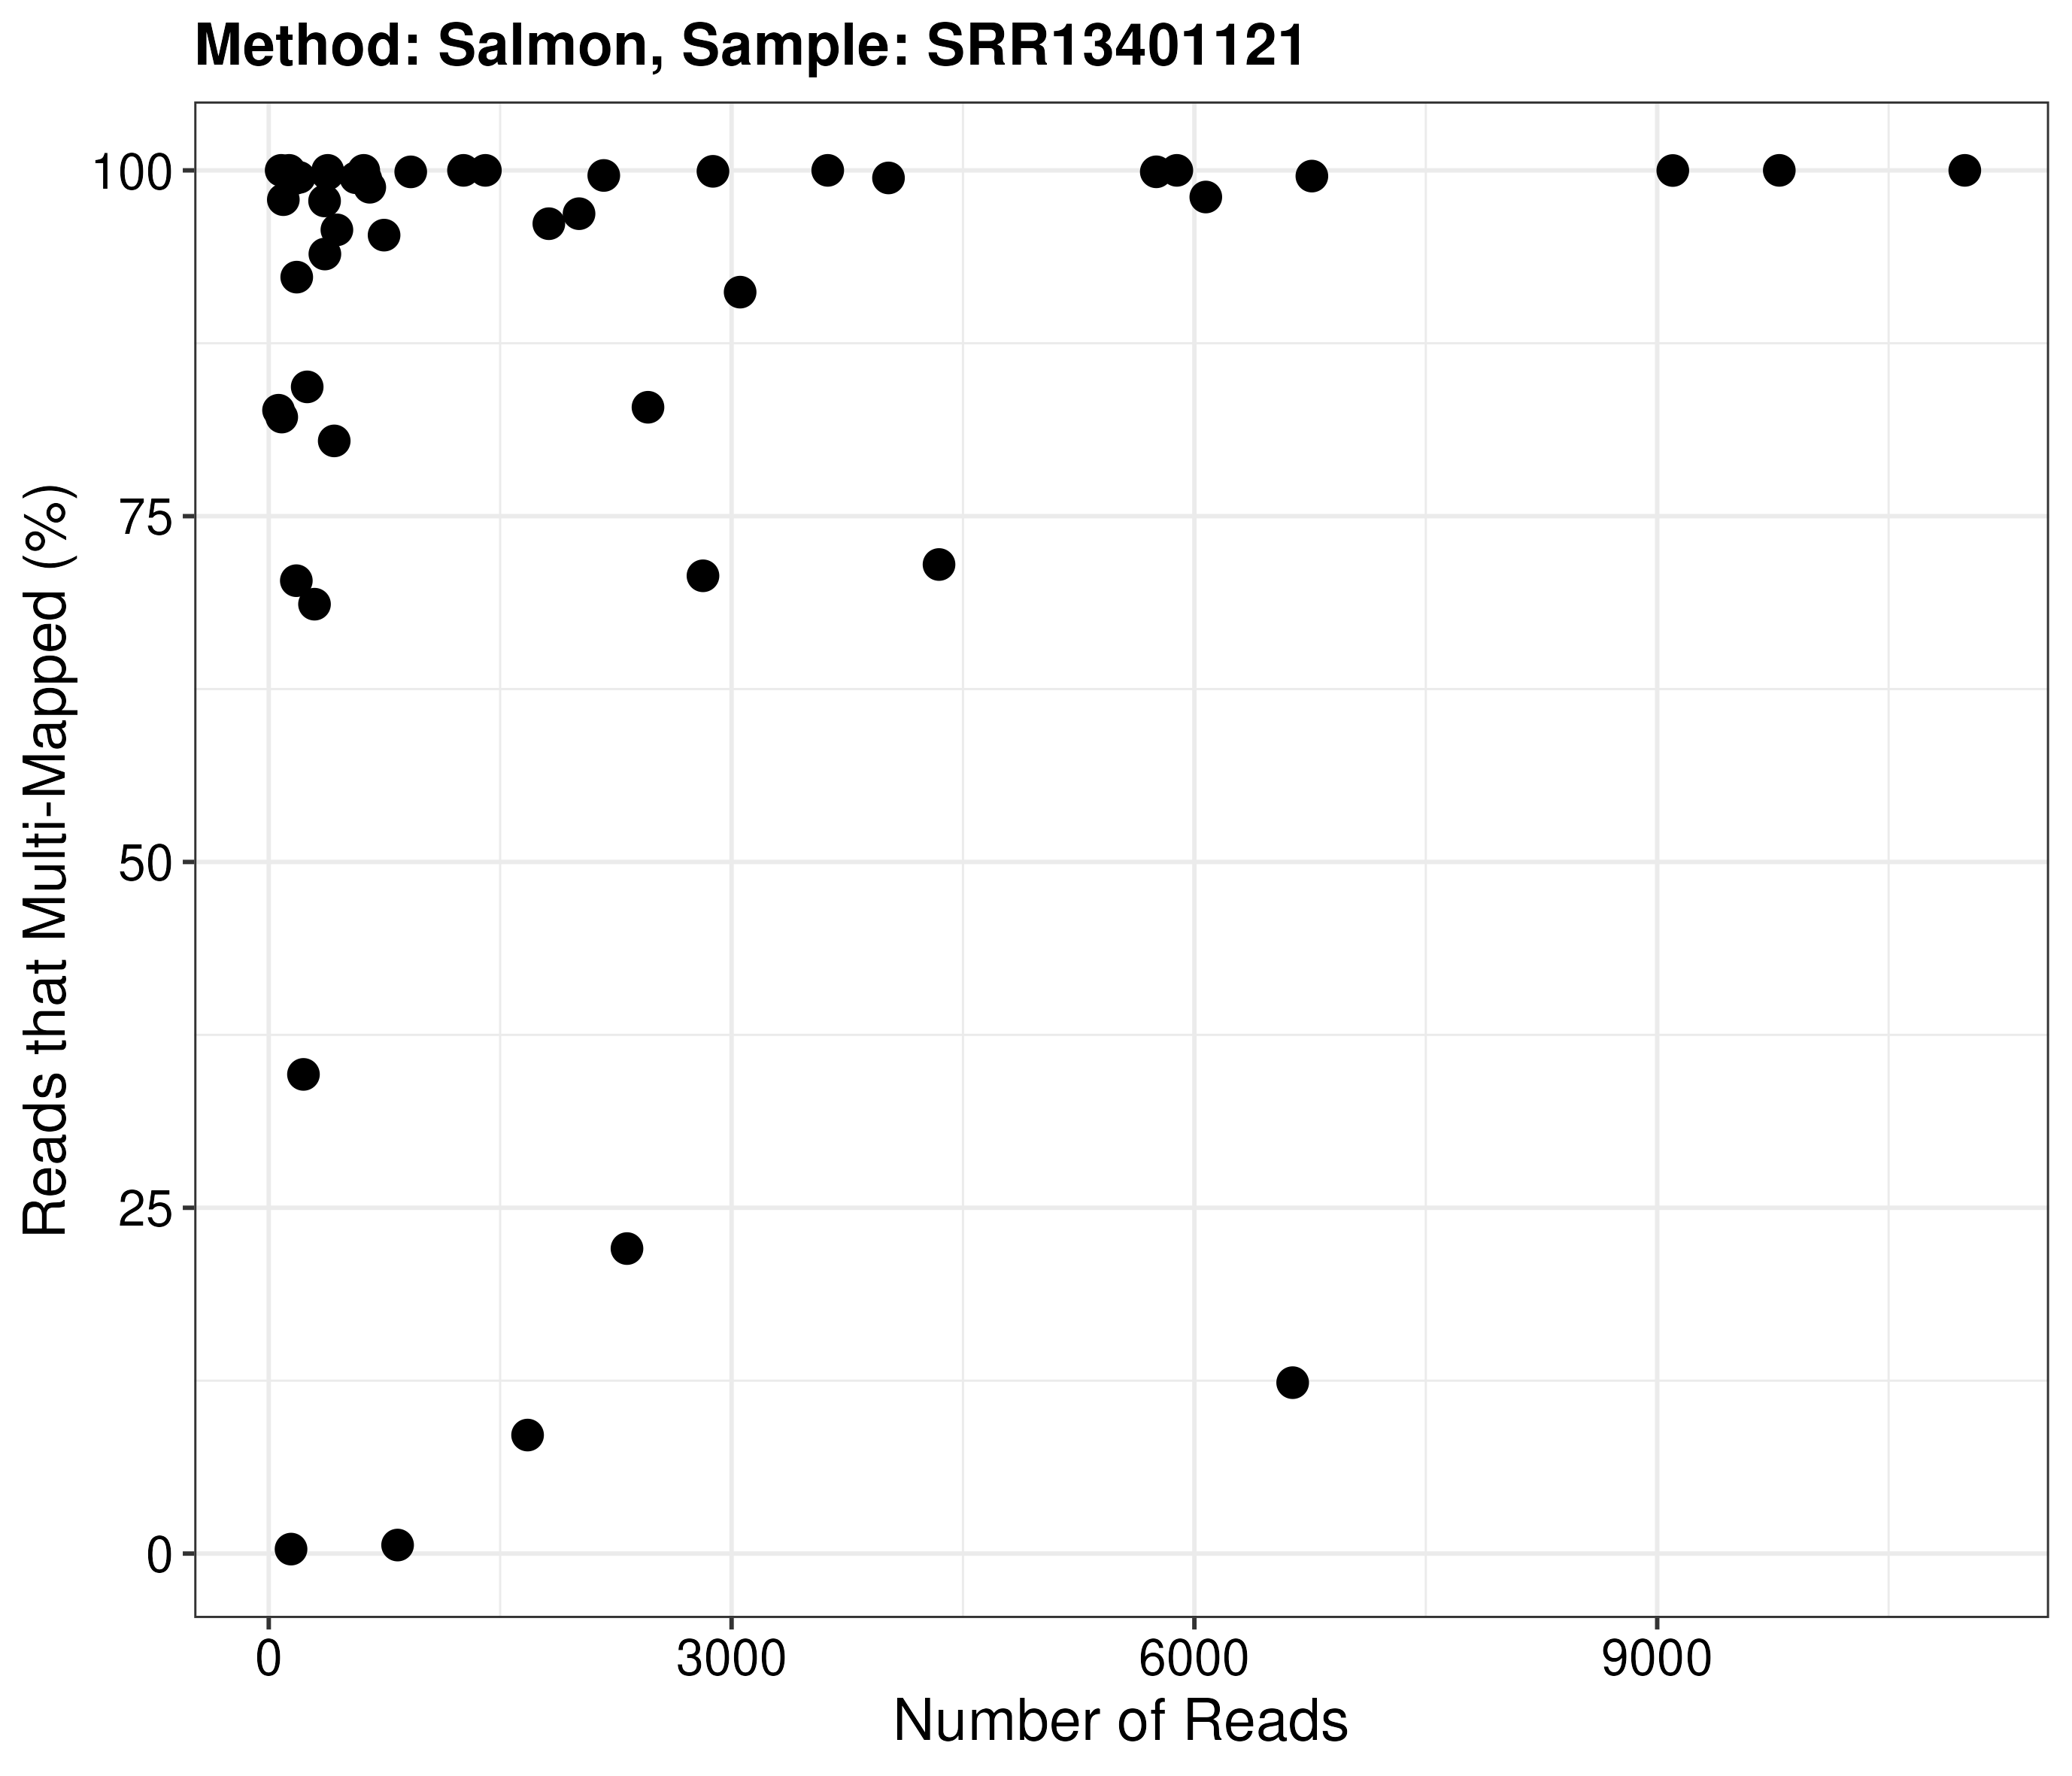 Method: Salmon, Sample: SRR13401121
Reads that Multi-Mapped (%)
100
75
50
25
0
0 3000 6000 9000
Number of Reads